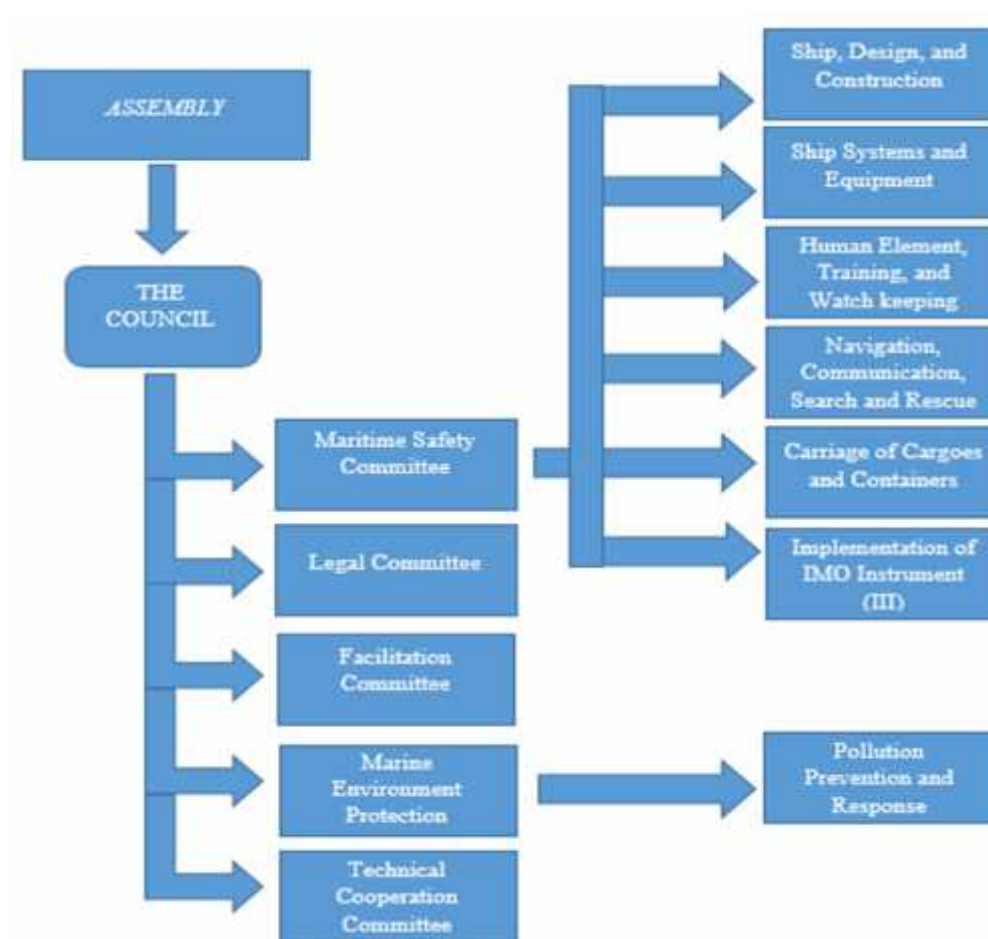 ASSEMBLY
THE
COUNCIL
Maritime Safety
Committee
Legal Committee
Facilitation
Committee
Marine
Environment
Protection
Technical
Cooperation
Committee
Ship, Design, and
Construction
Ship Systems and
Equipment
Human Element,
Training, and
Watch keeping
Navigation,
Communication,
Search and Rescue
Carriage of Cargoes
and Containers
Implementation of
IMO Instrument
(III)
Pollution
Prevention and
Response